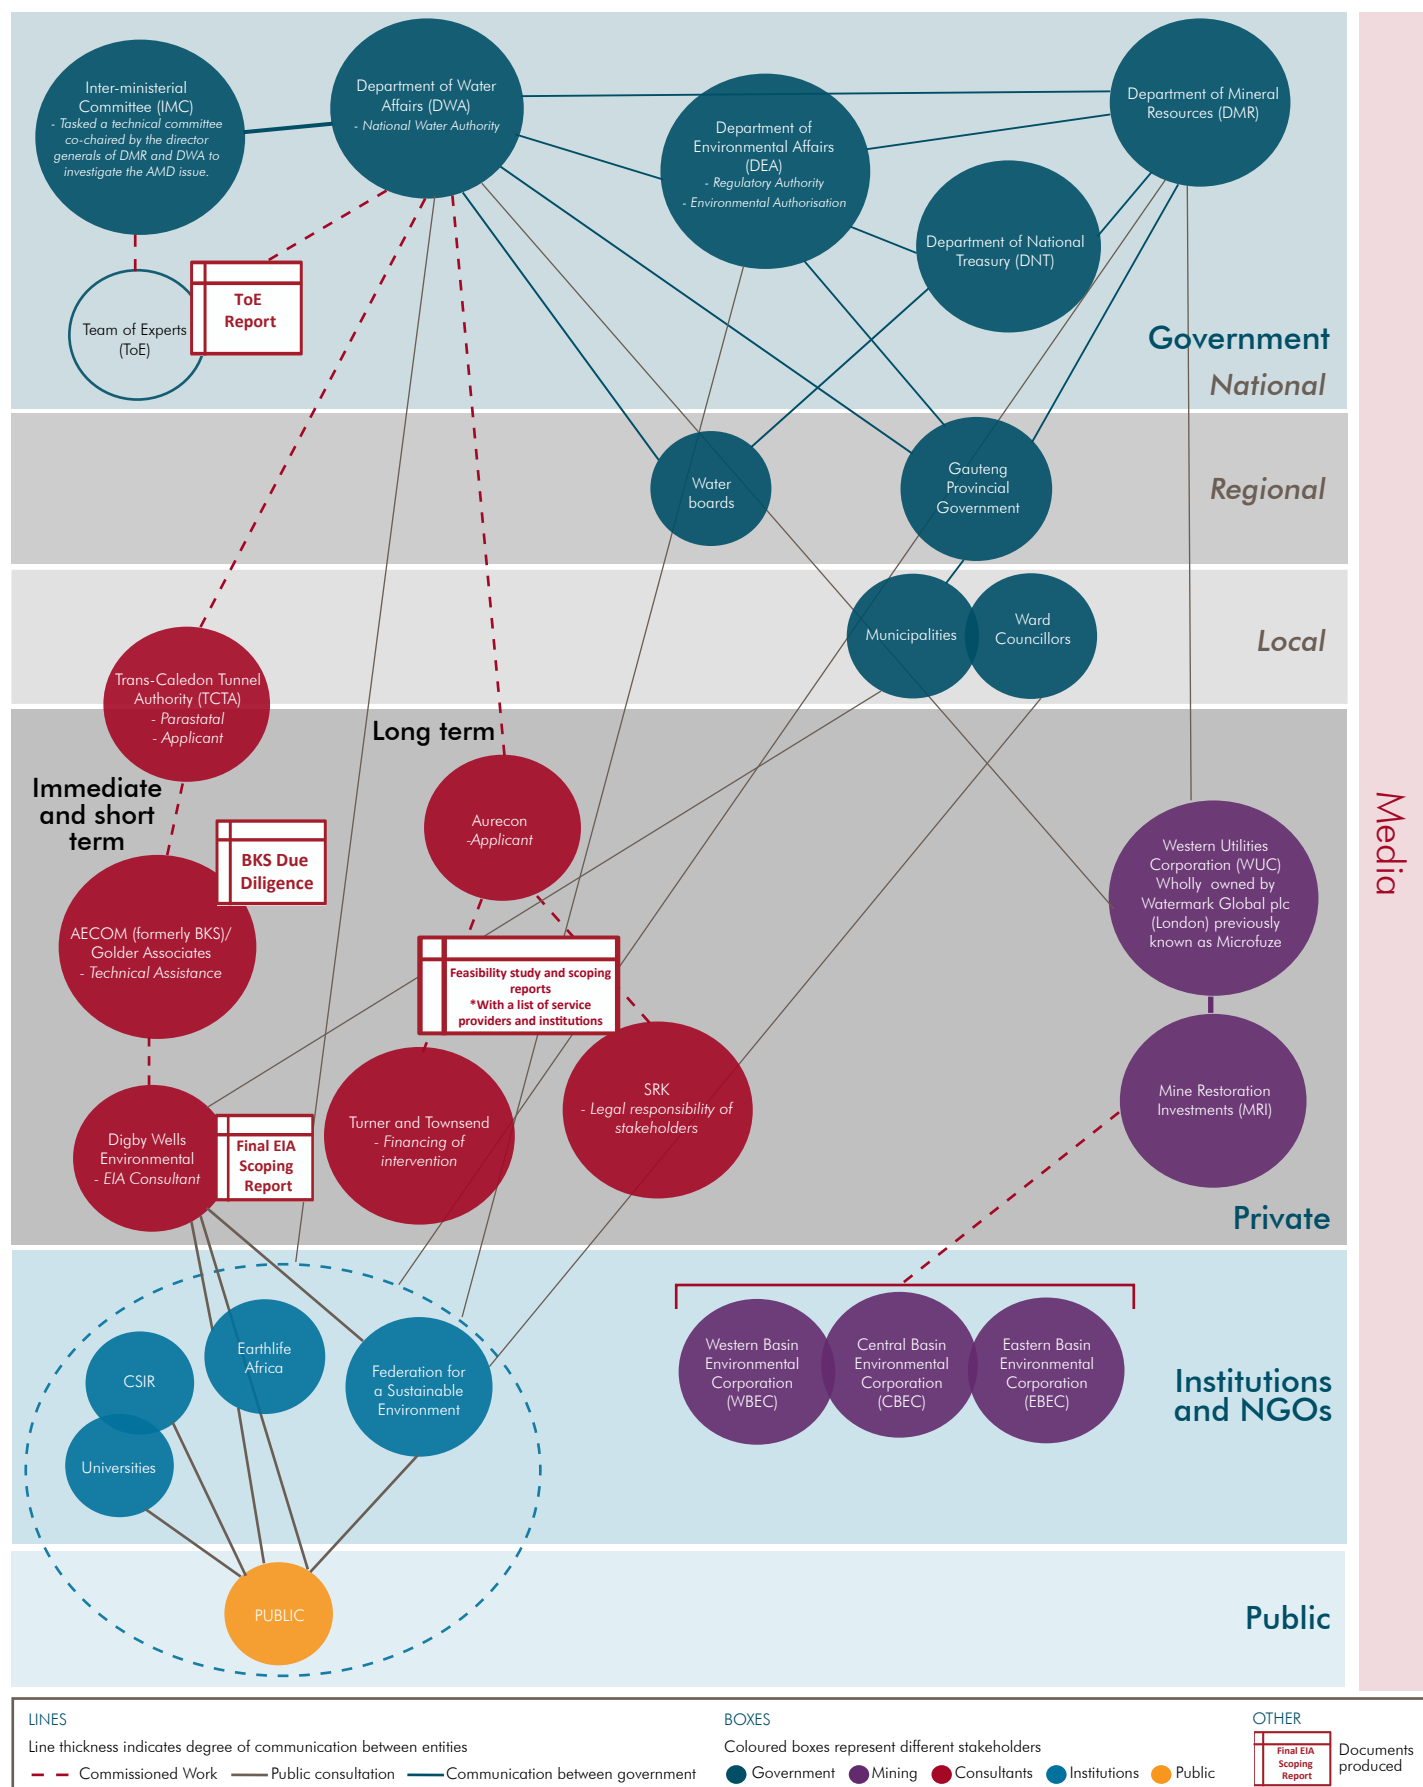 Inter-ministerial
Committee (IMC)
- Tasked a technical committee
co-chaired by the director
generals of DMR and DWA to
investigate the AMD issue.
Department of Water
Affairs (DWA)
- National Water Authority
Department of
Environmental Affairs
(DEA)
- Regulatory Authority
- Environmental Authorisation
Department of Mineral
Resources (DMR)
Department of National
Treasury (DNT)
Team of Experts
(ToE)
ToE
Report
Government
National
Water
boards
Gauteng
Provincial
Government
Regional
Municipalities
Ward
Councillors
Local
Trans-Caledon Tunnel
Authority (TCTA)
- Parastatal
- Applicant
Long term
Immediate
and short
term
Aurecon
-Applicant
BKS Due
Diligence
AECOM (formerly BKS)/
Golder Associates
- Technical Assistance
Feasibility study and scoping
reports
*With a list of service
providers and institutions
Western Utilities
Corporation (WUC)
Wholly owned by
Watermark Global plc
(London) previously
known as Microfuze
Media
Digby Wells
Environmental
- EIA Consultant
Final EIA
Scoping
Report
Turner and Townsend
- Financing of
intervention
SRK
- Legal responsibility of
stakeholders
Mine Restoration
Investments (MRI)
Private
CSIR
Universities
Earthlife
Africa
Federation for
a Sustainable
Environment
Western Basin
Environmental
Corporation
(WBEC)
Central Basin
Environmental
Corporation
(CBEC)
Eastern Basin
Environmental
Corporation
(EBEC)
Institutions
and NGOs
PUBLIC
Public
LINES
Line thickness indicates degree of communication between entities
Commissioned Work
Public consultation
Communication between government
BOXES
Coloured boxes represent different stakeholders
Government
Mining
Consultants
Institutions
Public
OTHER
Final EIA
Scoping
Report
Documents
produced